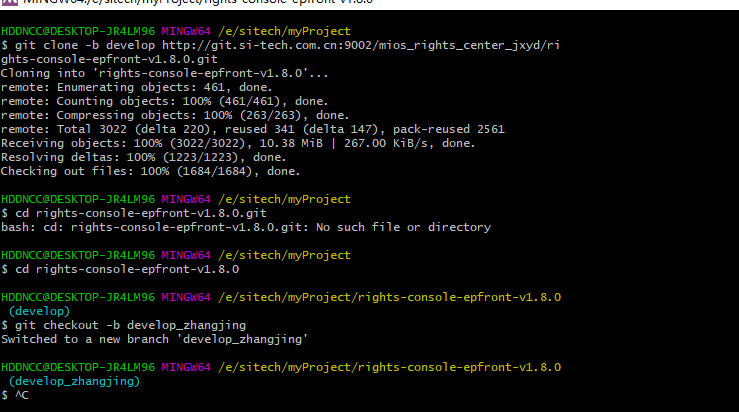 MINGW64:/e/sitech/myProject/rights-console-epfront-v1.8.0
HDDNCC@DESKTOP-JR4LM96 MINGW64 /e/sitech/myProject
$ git clone -b develop http://git.si-tech.com.cn:9002/mios_rights_center_jxyd/ri
ghts-console-epfront-v1.8.0.git
Cloning into 'rights-console-epfront-v1.8.0'...
remote: Enumerating objects: 461, done.
remote: Counting objects: 100% (461/461), done.
remote: Compressing objects: 100% (263/263), done.
remote: Total 3022 (delta 220), reused 341 (delta 147), pack-reused 2561
Receiving objects: 100% (3022/3022), 10.38 MiB | 267.00 KiB/s, done.
Resolving deltas: 100% (1223/1223), done.
Checking out files: 100% (1684/1684), done.
HDDNCC@DESKTOP-JR4LM96 MINGW64 /e/sitech/myProject
$ cd rights-console-epfront-v1.8.0.git
bash: cd: rights-console-epfront-v1.8.0.git: No such file or directory
HDDNCC@DESKTOP-JR4LM96 MINGW64 /e/sitech/myProject
$ cd rights-console-epfront-v1.8.0
HDDNCC@DESKTOP-JR4LM96 MINGW64 /e/sitech/myProject/rights-console-epfront-v1.8.0
(develop)
$ git checkout -b develop_zhangjing
Switched to a new branch 'develop_zhangjing'
HDDNCC@DESKTOP-JR4LM96 MINGW64 /e/sitech/myProject/rights-console-epfront-v1.8.0
(develop_zhangjing)
$ ^C